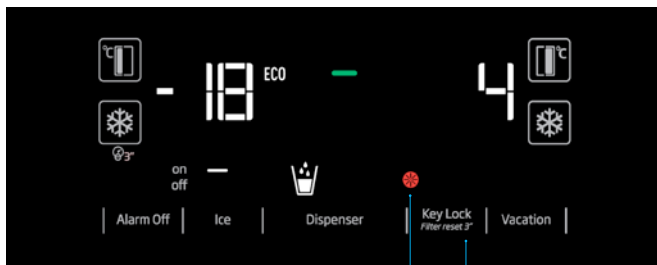 °C
-18
ECO
4
°C
3"
on
off
Alarm Off
Ice
Dispenser
Key Lock
Filter reset 3"
Vacation